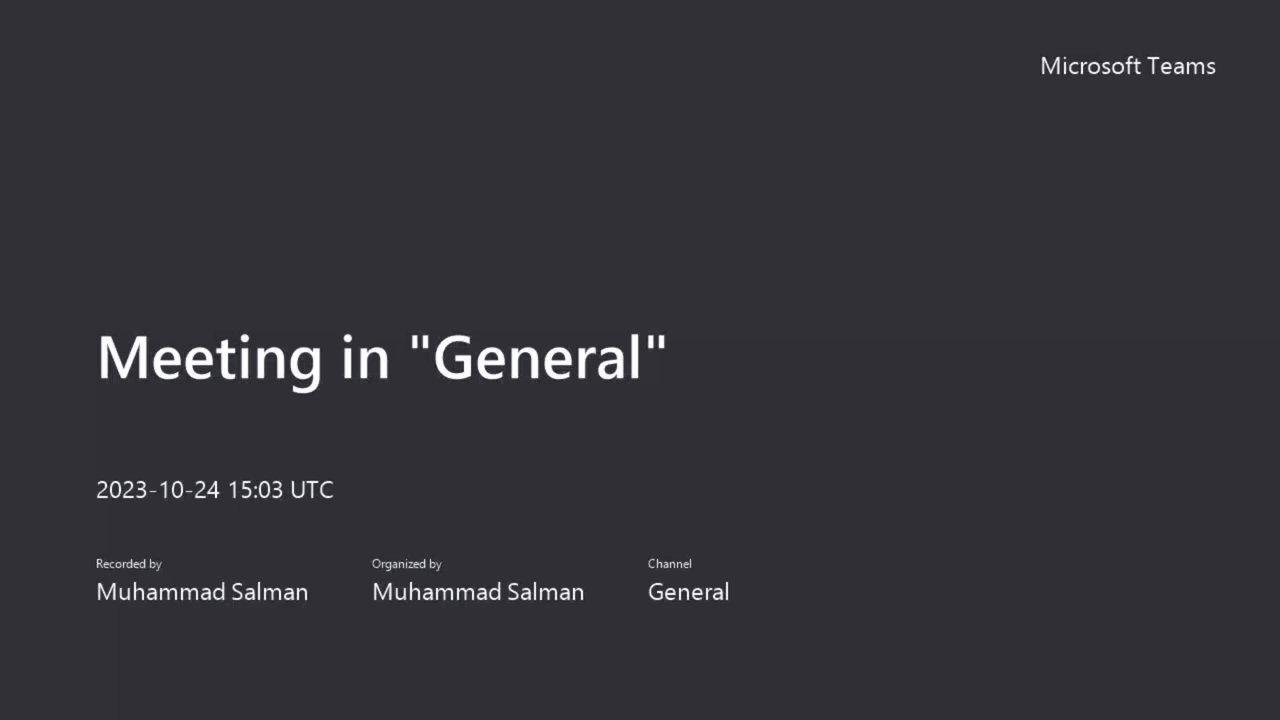 Microsoft Teams
Meeting in "General"
2023-10-24 15:03 UTC
Recorded by Organized by Channel
Muhammad Salman Muhammad Salman General